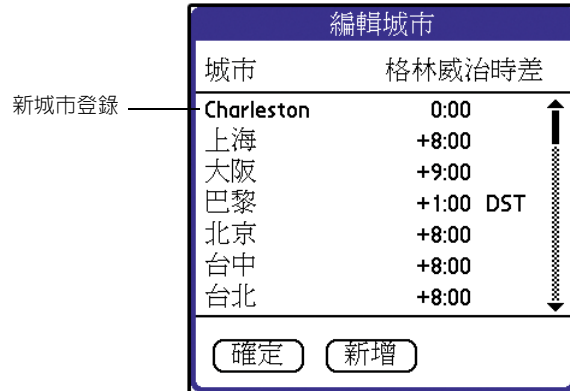 編輯城市
城市 格林威治時差
新城市登錄
Charleston 0:00
上海 +8:00
大阪 +9:00
巴黎 +1:00 DST
北京 +8:00
台中 +8:00
台北 +8:00
確定 新增